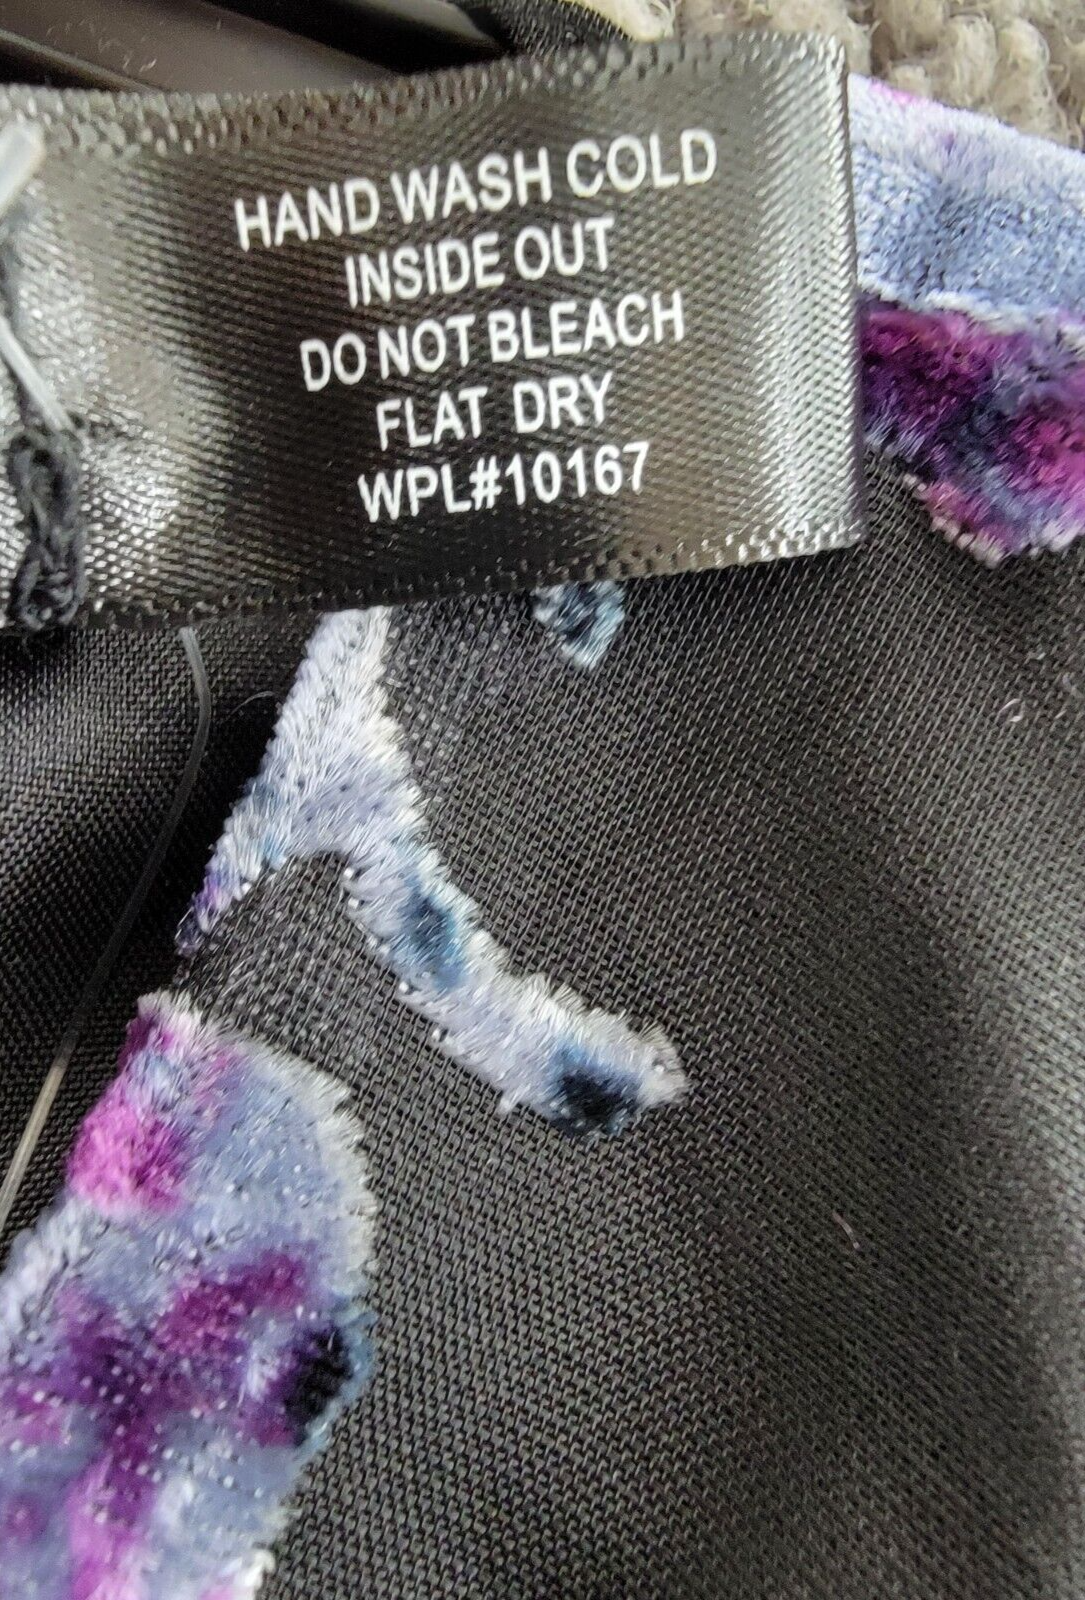 HAND WASH COLD
INSIDE OUT
DO NOT BLEACH
FLAT DRY
WPL#10167